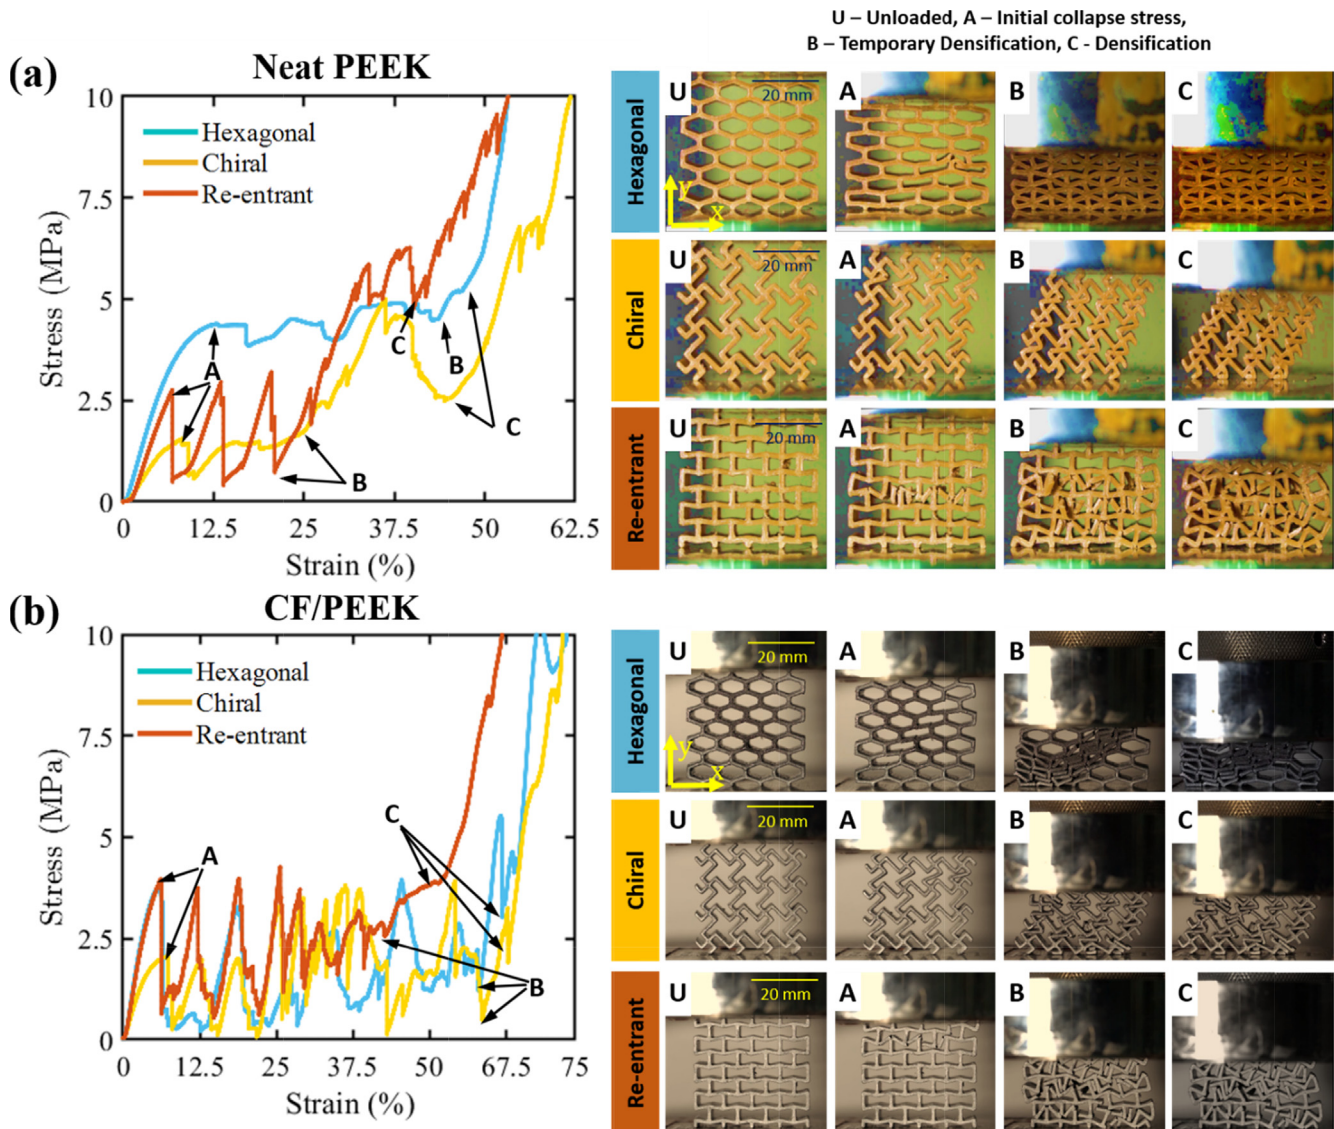 U – Unloaded, A – Initial collapse stress,
B – Temporary Densification, C - Densification
(a)
Neat PEEK
10
7.5
5
2.5
0
Stress (MPa)
Hexagonal
Chiral
Re-entrant
A
B
C
B
C
0 12.5 25 37.5 50 62.5
Strain (%)
Hexagonal
U
20 mm
y
x
A
B
C
Chiral
U
20 mm
A
B
C
Re-entrant
U
20 mm
A
B
C
(b)
CF/PEEK
10
7.5
5
2.5
0
Stress (MPa)
Hexagonal
Chiral
Re-entrant
A
C
B
0 12.5 25 37.5 50 67.5 75
Strain (%)
Hexagonal
U
20 mm
y
x
A
B
C
Chiral
U
20 mm
A
B
C
Re-entrant
U
20 mm
A
B
C